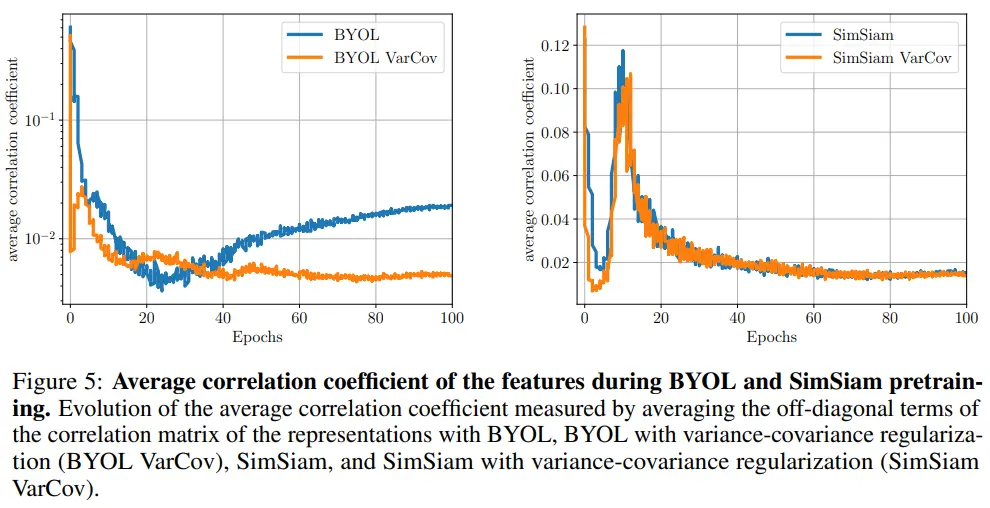 BYOL
BYOL VarCov
10⁻¹
10⁻²
average correlation coefficient
0 20 40 60 80 100
Epochs
SimSiam
SimSiam VarCov
0.12
0.10
0.08
0.06
0.04
0.02
average correlation coefficient
0 20 40 60 80 100
Epochs
Figure 5: Average correlation coefficient of the features during BYOL and SimSiam pretrain-
ing. Evolution of the average correlation coefficient measured by averaging the off-diagonal terms of
the correlation matrix of the representations with BYOL, BYOL with variance-covariance regulariza-
tion (BYOL VarCov), SimSiam, and SimSiam with variance-covariance regularization (SimSiam
VarCov).